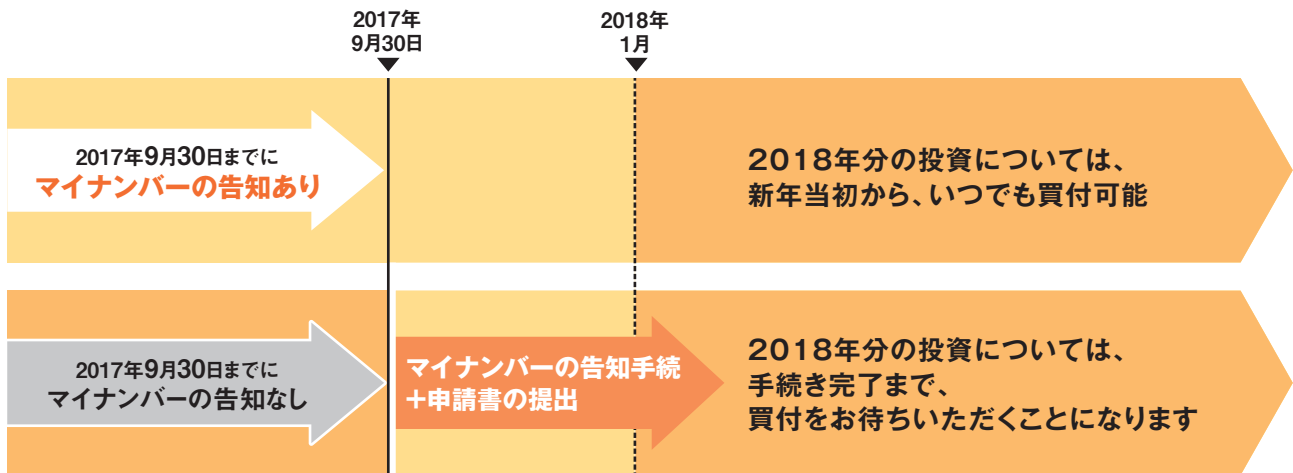 2017年
9月30日
2018年
1月
2017年9月30日までに
マイナンバーの告知あり
2018年分の投資については、
新年当初から、いつでも買付可能
2017年9月30日までに
マイナンバーの告知なし
マイナンバーの告知手続
＋申請書の提出
2018年分の投資については、
手続き完了まで、
買付をお待ちいただくことになります